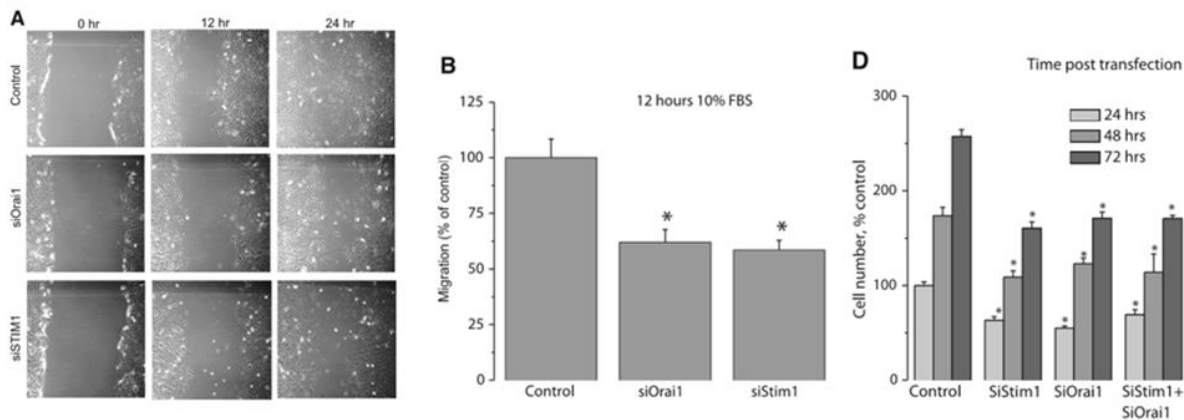 A
0 hr
12 hr
24 hr
Control
siOrai1
siSTIM1
B
12 hours 10% FBS
Migration (% of control)
125
100
75
50
25
0
*
*
Control
siOrai1
siStim1
D
Time post transfection
24 hrs
48 hrs
72 hrs
Cell number, % control
300
200
100
0
*
*
*
*
*
*
*
*
*
Control
SiStim1
SiOrai1
SiStim1+
SiOrai1